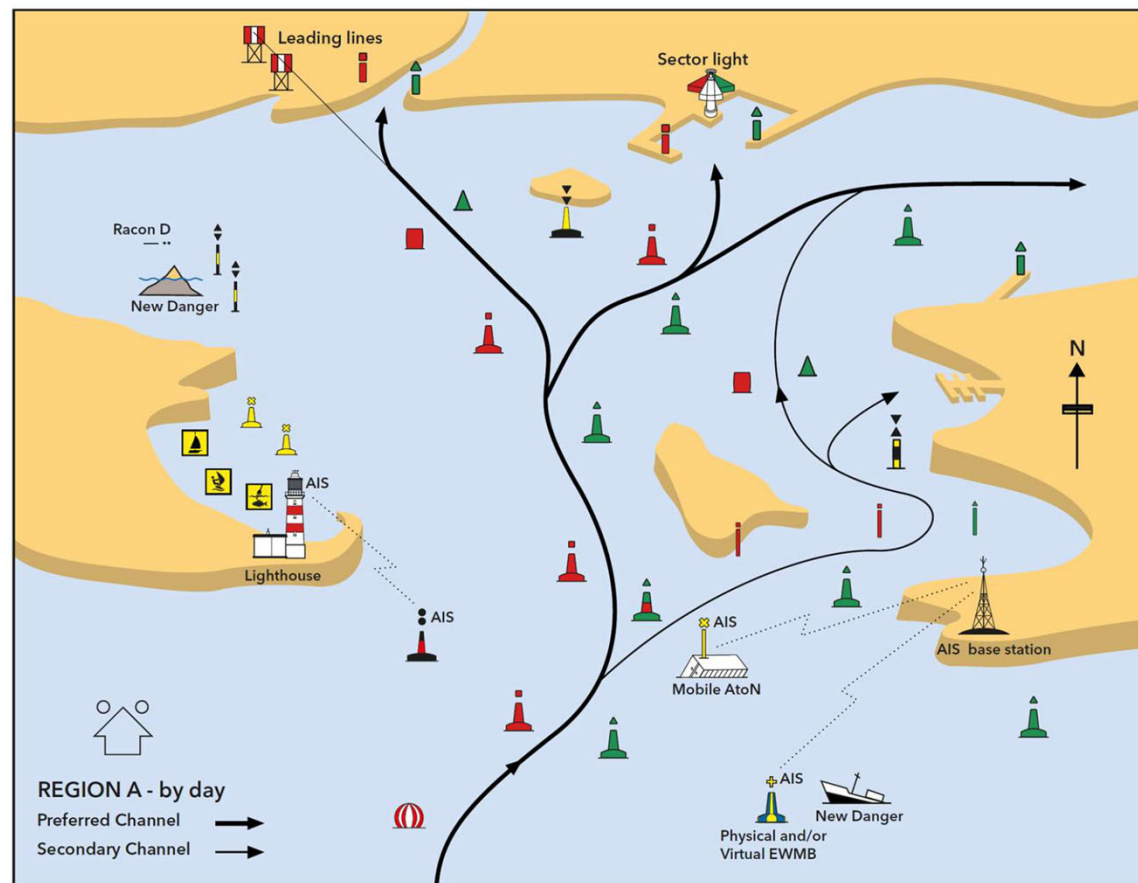 Leading lines
Sector light
Racon D
New Danger
N
AIS
Lighthouse
AIS
AIS
Mobile AtoN
AIS base station
AIS
New Danger
Physical and/or
Virtual EWMB
REGION A - by day
Preferred Channel
Secondary Channel